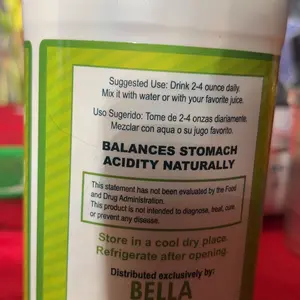 Suggested Use: Drink 2-4 ounce daily.
Mix it with water or with your favorite juice.
Uso Sugerido: Tome de 2-4 onzas diariamente.
Mezclar con aqua o su jugo favorito.
BALANCES STOMACH
ACIDITY NATURALLY
This statement has not been evaluated by the Food
and Drug Administration.
This product is not intended to diagnose, treat, cure,
or prevent any disease.
Store in a cool dry place.
Refrigerate after opening.
Distributed exclusively by:
BELLA